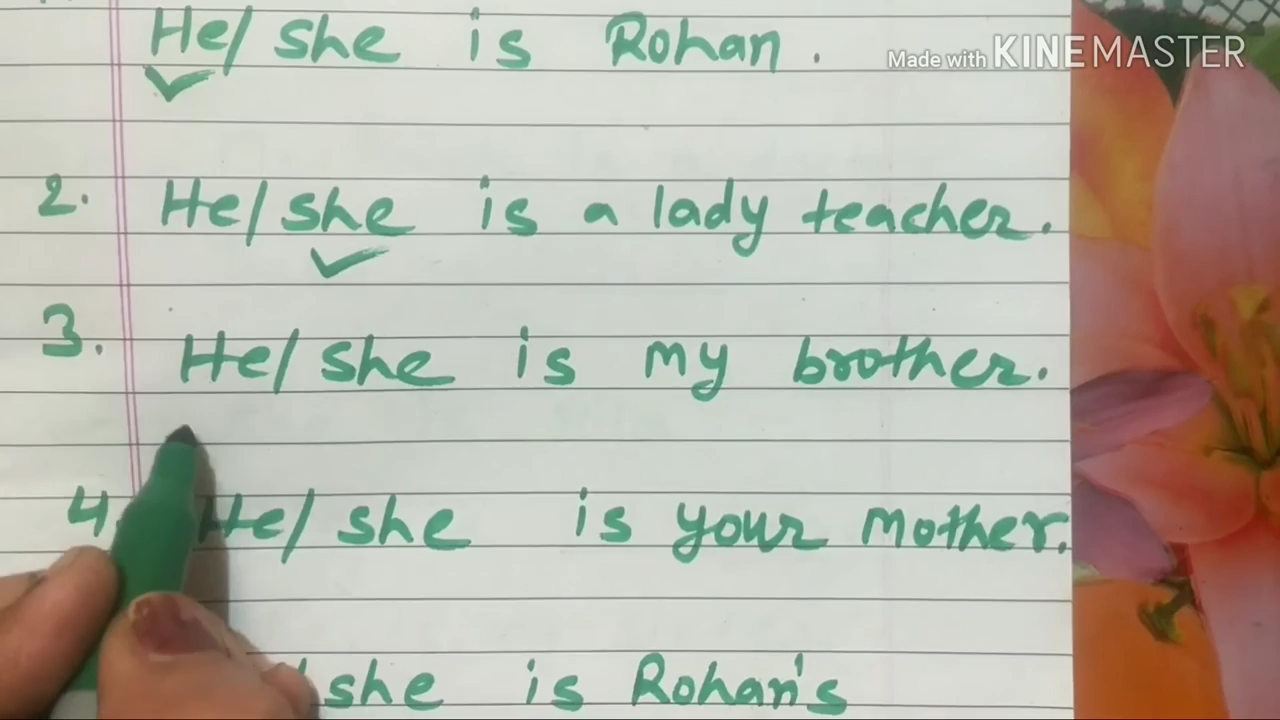 He/ she is Rohan.
Made with KINEMASTER
2. He/ she is a lady teacher.
3. He/ she is my brother.
4. He/ she is your Mother.
she is Rohan's